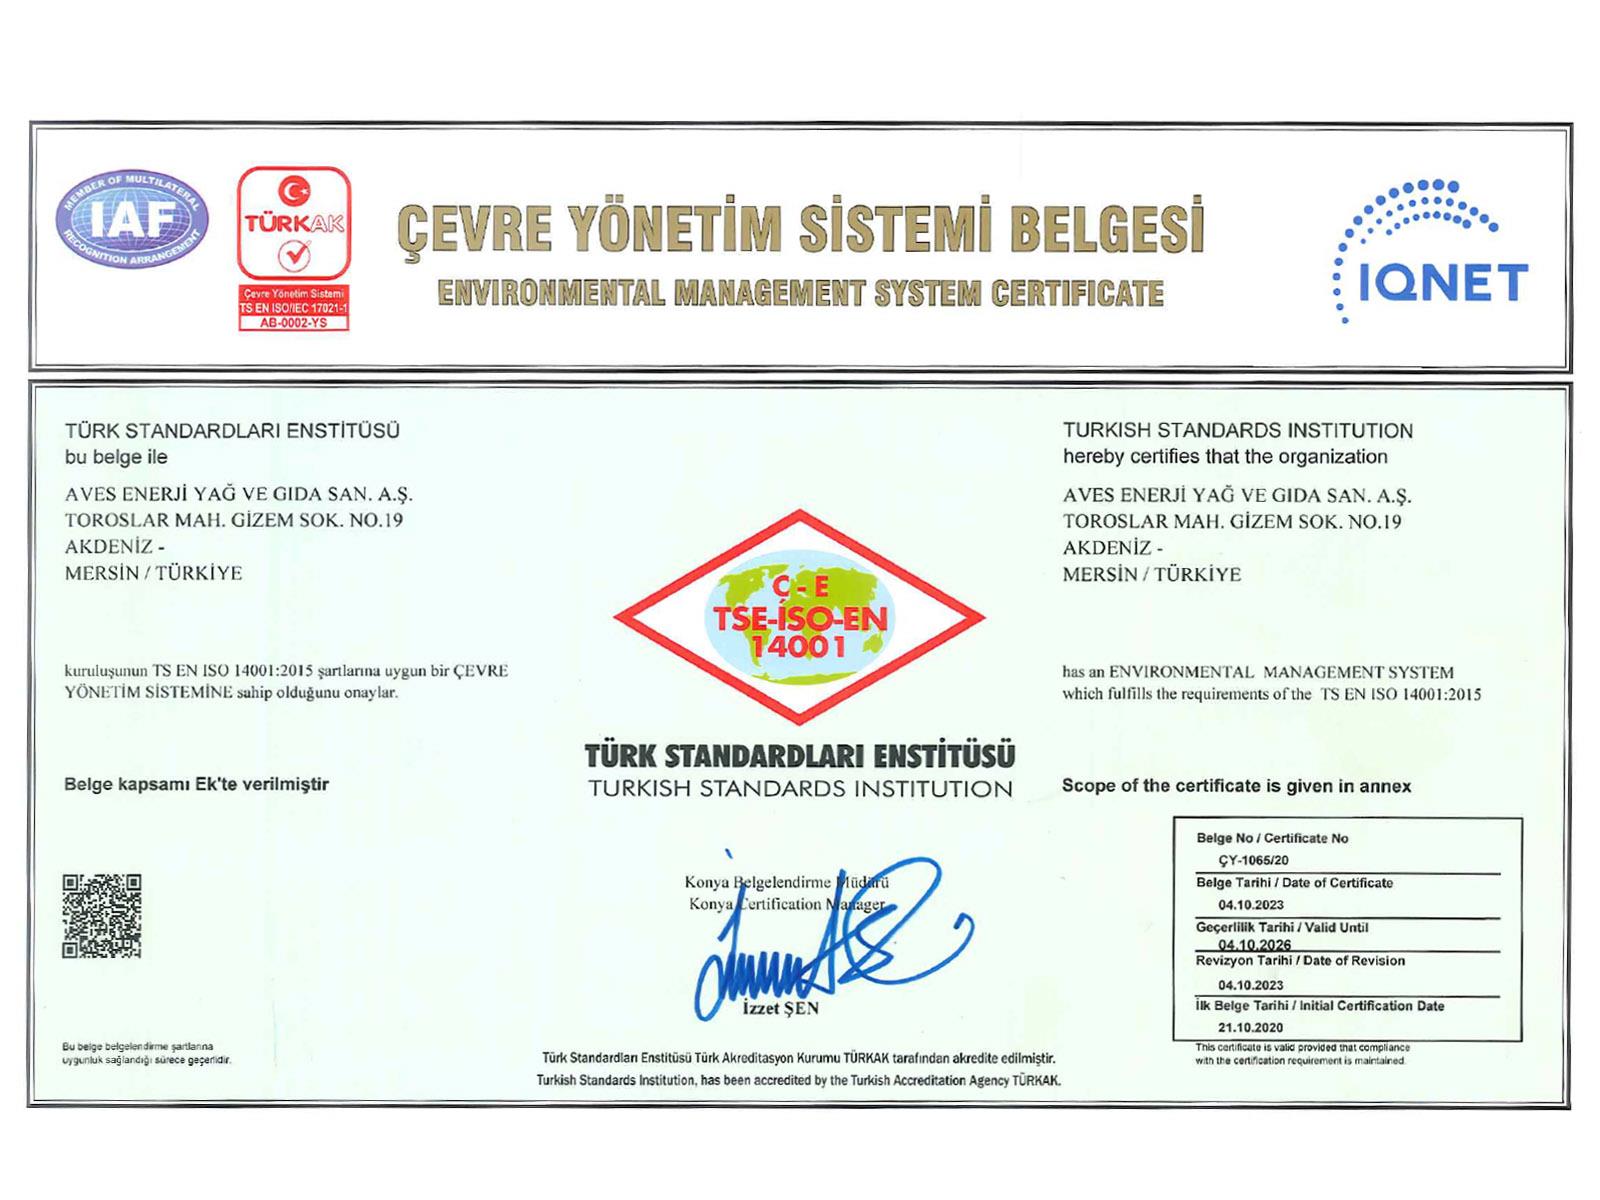 MEMBER OF MULTILATERAL
IAF
RECOGNITION ARRANGEMENT
TÜRKAK
Çevre Yönetim Sistemi
TS EN ISO/IEC 17021-1
AB-0002-YS
ÇEVRE YÖNETİM SİSTEMİ BELGESİ
ENVIRONMENTAL MANAGEMENT SYSTEM CERTIFICATE
IQNET
TÜRK STANDARDLARI ENSTİTÜSÜ
bu belge ile
AVES ENERJİ YAĞ VE GIDA SAN. A.Ş.
TOROSLAR MAH. GİZEM SOK. NO.19
AKDENİZ -
MERSİN / TÜRKİYE
kuruluşunun TS EN ISO 14001:2015 şartlarına uygun bir ÇEVRE
YÖNETİM SİSTEMİNE sahip olduğunu onaylar.
Belge kapsamı Ek'te verilmiştir
Bu belge belgelendirme şartlarına
uygunluk sağlandığı sürece geçerlidir.
Ç - E
TSE-İSO-EN
14001
TÜRK STANDARDLARI ENSTİTÜSÜ
TURKISH STANDARDS INSTITUTION
Konya Belgelendirme Müdürü
Konya Certification Manager
İzzet ŞEN
Türk Standardları Enstitüsü Türk Akreditasyon Kurumu TÜRKAK tarafından akredite edilmiştir.
Turkish Standards Institution, has been accredited by the Turkish Accreditation Agency TÜRKAK.
TURKISH STANDARDS INSTITUTION
hereby certifies that the organization
AVES ENERJİ YAĞ VE GIDA SAN. A.Ş.
TOROSLAR MAH. GİZEM SOK. NO.19
AKDENİZ -
MERSİN / TÜRKİYE
has an ENVIRONMENTAL MANAGEMENT SYSTEM
which fulfills the requirements of the TS EN ISO 14001:2015
Scope of the certificate is given in annex
Belge No / Certificate No
ÇY-1065/20
Belge Tarihi / Date of Certificate
04.10.2023
Geçerlilik Tarihi / Valid Until
04.10.2026
Revizyon Tarihi / Date of Revision
04.10.2023
İlk Belge Tarihi / Initial Certification Date
21.10.2020
This certificate is valid provided that compliance
with the certification requirement is maintained.